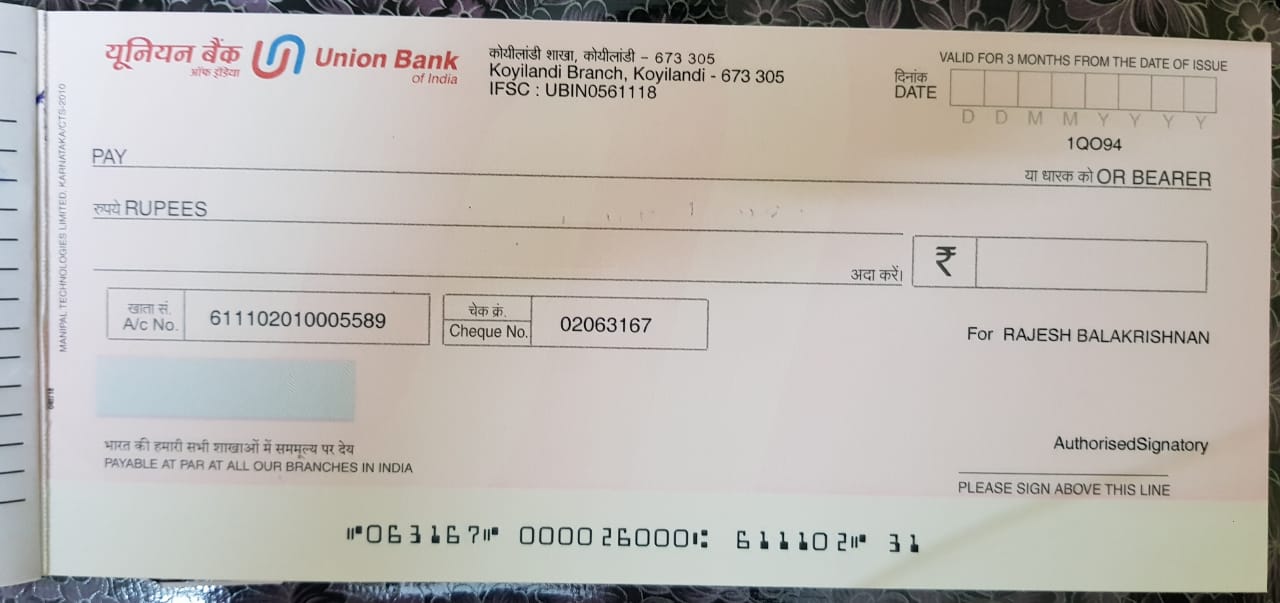 यूनियन बैंक
ऑफ इंडिया
Union Bank
of India
कोयीलांडी शाखा, कोयीलांडी – 673 305
Koyilandi Branch, Koyilandi - 673 305
IFSC : UBIN0561118
VALID FOR 3 MONTHS FROM THE DATE OF ISSUE
दिनांक
DATE
D D M M Y Y Y Y
1QO94
PAY
या धारक को OR BEARER
रुपये RUPEES
अदा करें।
₹
खाता सं.
A/c No.
611102010005589
चेक क्रं.
Cheque No.
02063167
For RAJESH BALAKRISHNAN
भारत की हमारी सभी शाखाओं में सममूल्य पर देय
PAYABLE AT PAR AT ALL OUR BRANCHES IN INDIA
AuthorisedSignatory
PLEASE SIGN ABOVE THIS LINE
MANIPAL TECHNOLOGIES LIMITED, KARNATAKA/CTS-2010
⑈063167⑈ 000026000⑆ 611102⑈ 31